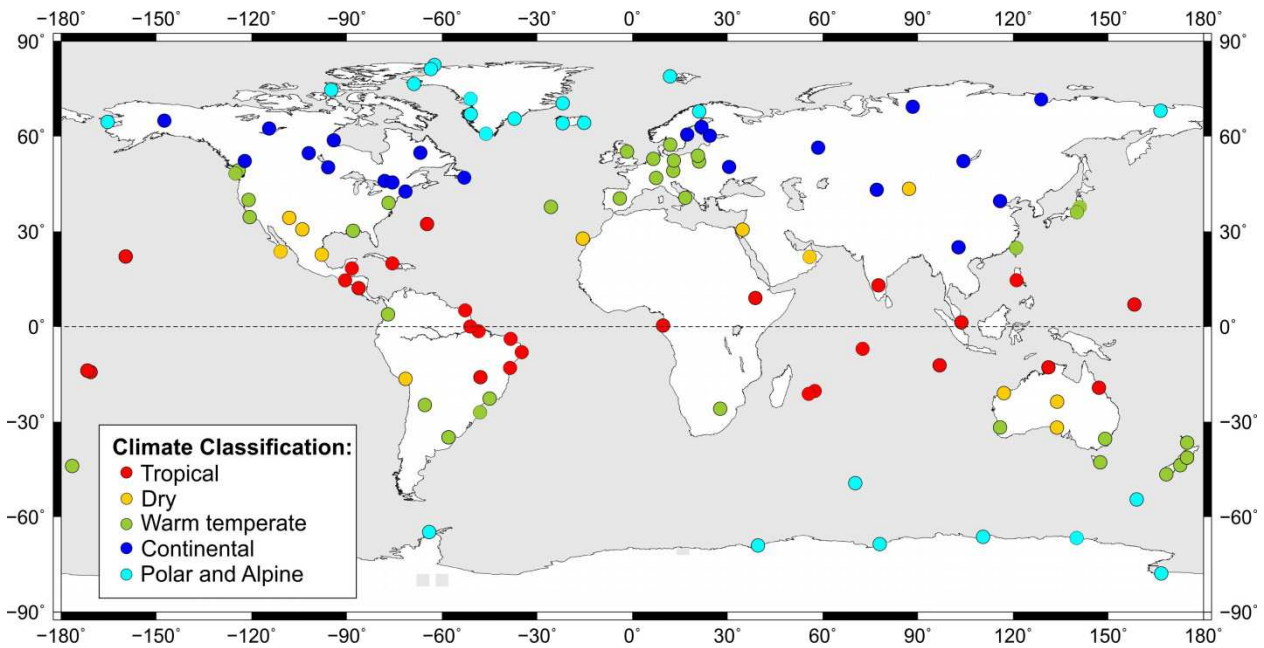 −180 −150 −120 −90 −60 −30 0 30 60 90 120 150 180
90˚ 90˚
60˚ 60˚
30˚ 30˚
0˚ 0˚
−30˚ −30˚
Climate Classification:
Tropical
Dry
Warm temperate
Continental
Polar and Alpine
−60˚ −60˚
−90˚ −90˚
−180 −150˚ −120˚ −90˚ −60˚ −30˚ 0˚ 30˚ 60˚ 90˚ 120˚ 150˚ 180˚